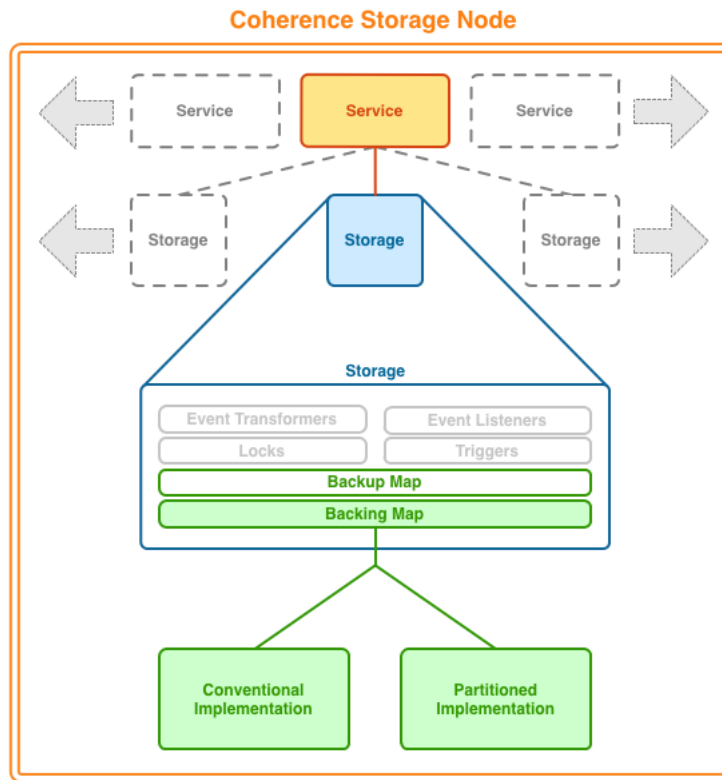 Coherence Storage Node
Service
Service
Service
Storage
Storage
Storage
Storage
Event Transformers
Event Listeners
Locks
Triggers
Backup Map
Backing Map
Conventional
Implementation
Partitioned
Implementation